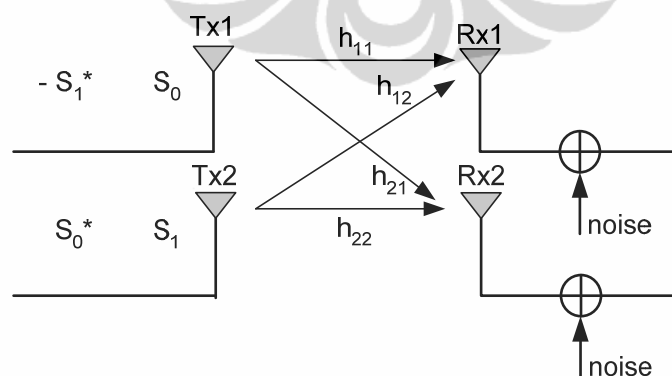 Tx1
Rx1
h11
- S1* S0
h12
Tx2
Rx2
h21
S0* S1
h22
noise
noise